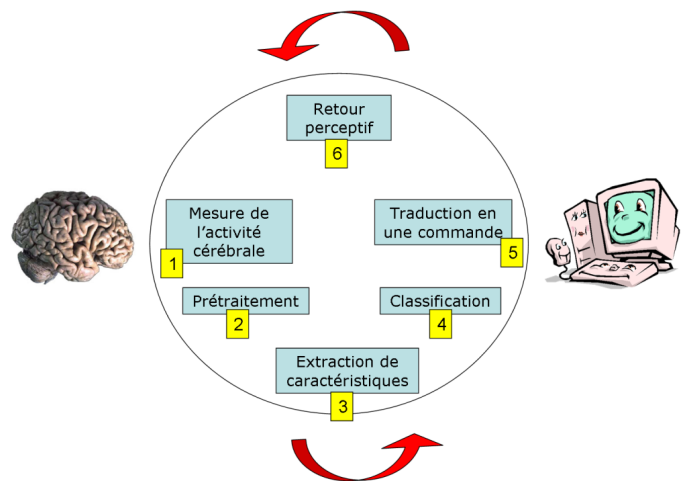 Retour
perceptif
6
Mesure de
l'activité
cérébrale
1
Traduction en
une commande
5
Prétraitement
2
Classification
4
Extraction de
caractéristiques
3